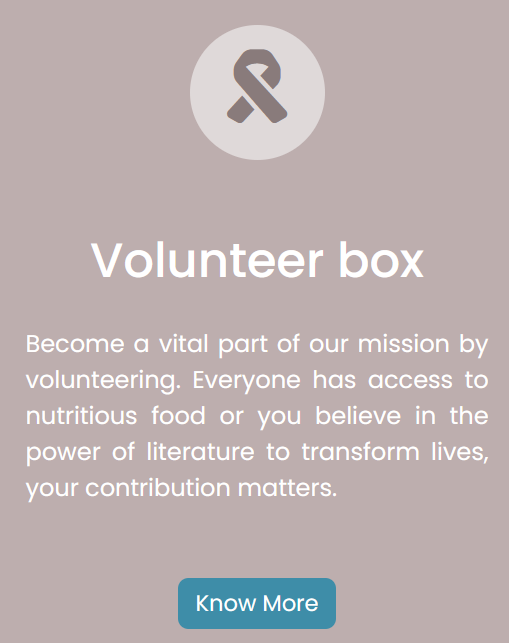 Volunteer box
Become a vital part of our mission by
volunteering. Everyone has access to
nutritious food or you believe in the
power of literature to transform lives,
your contribution matters.
Know More